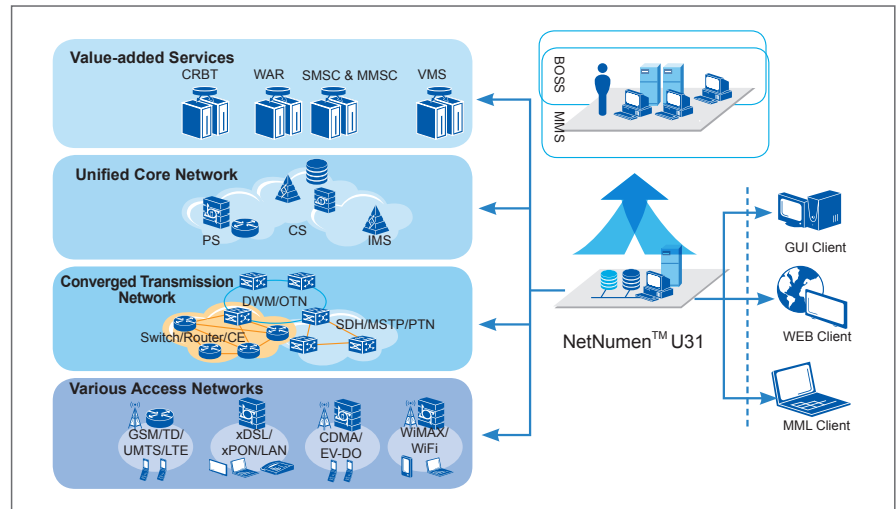 Value-added Services
CRBT
WAR
SMSC & MMSC
VMS
Unified Core Network
PS
CS
IMS
Converged Transmission
Network
DWM/OTN
SDH/MSTP/PTN
Switch/Router/CE
Various Access Networks
GSM/TD/
UMTS/LTE
xDSL/
xPON/LAN
CDMA/
EV-DO
WiMAX/
WiFi
BOSS
MMS
NetNumen™ U31
GUI Client
WEB Client
MML Client